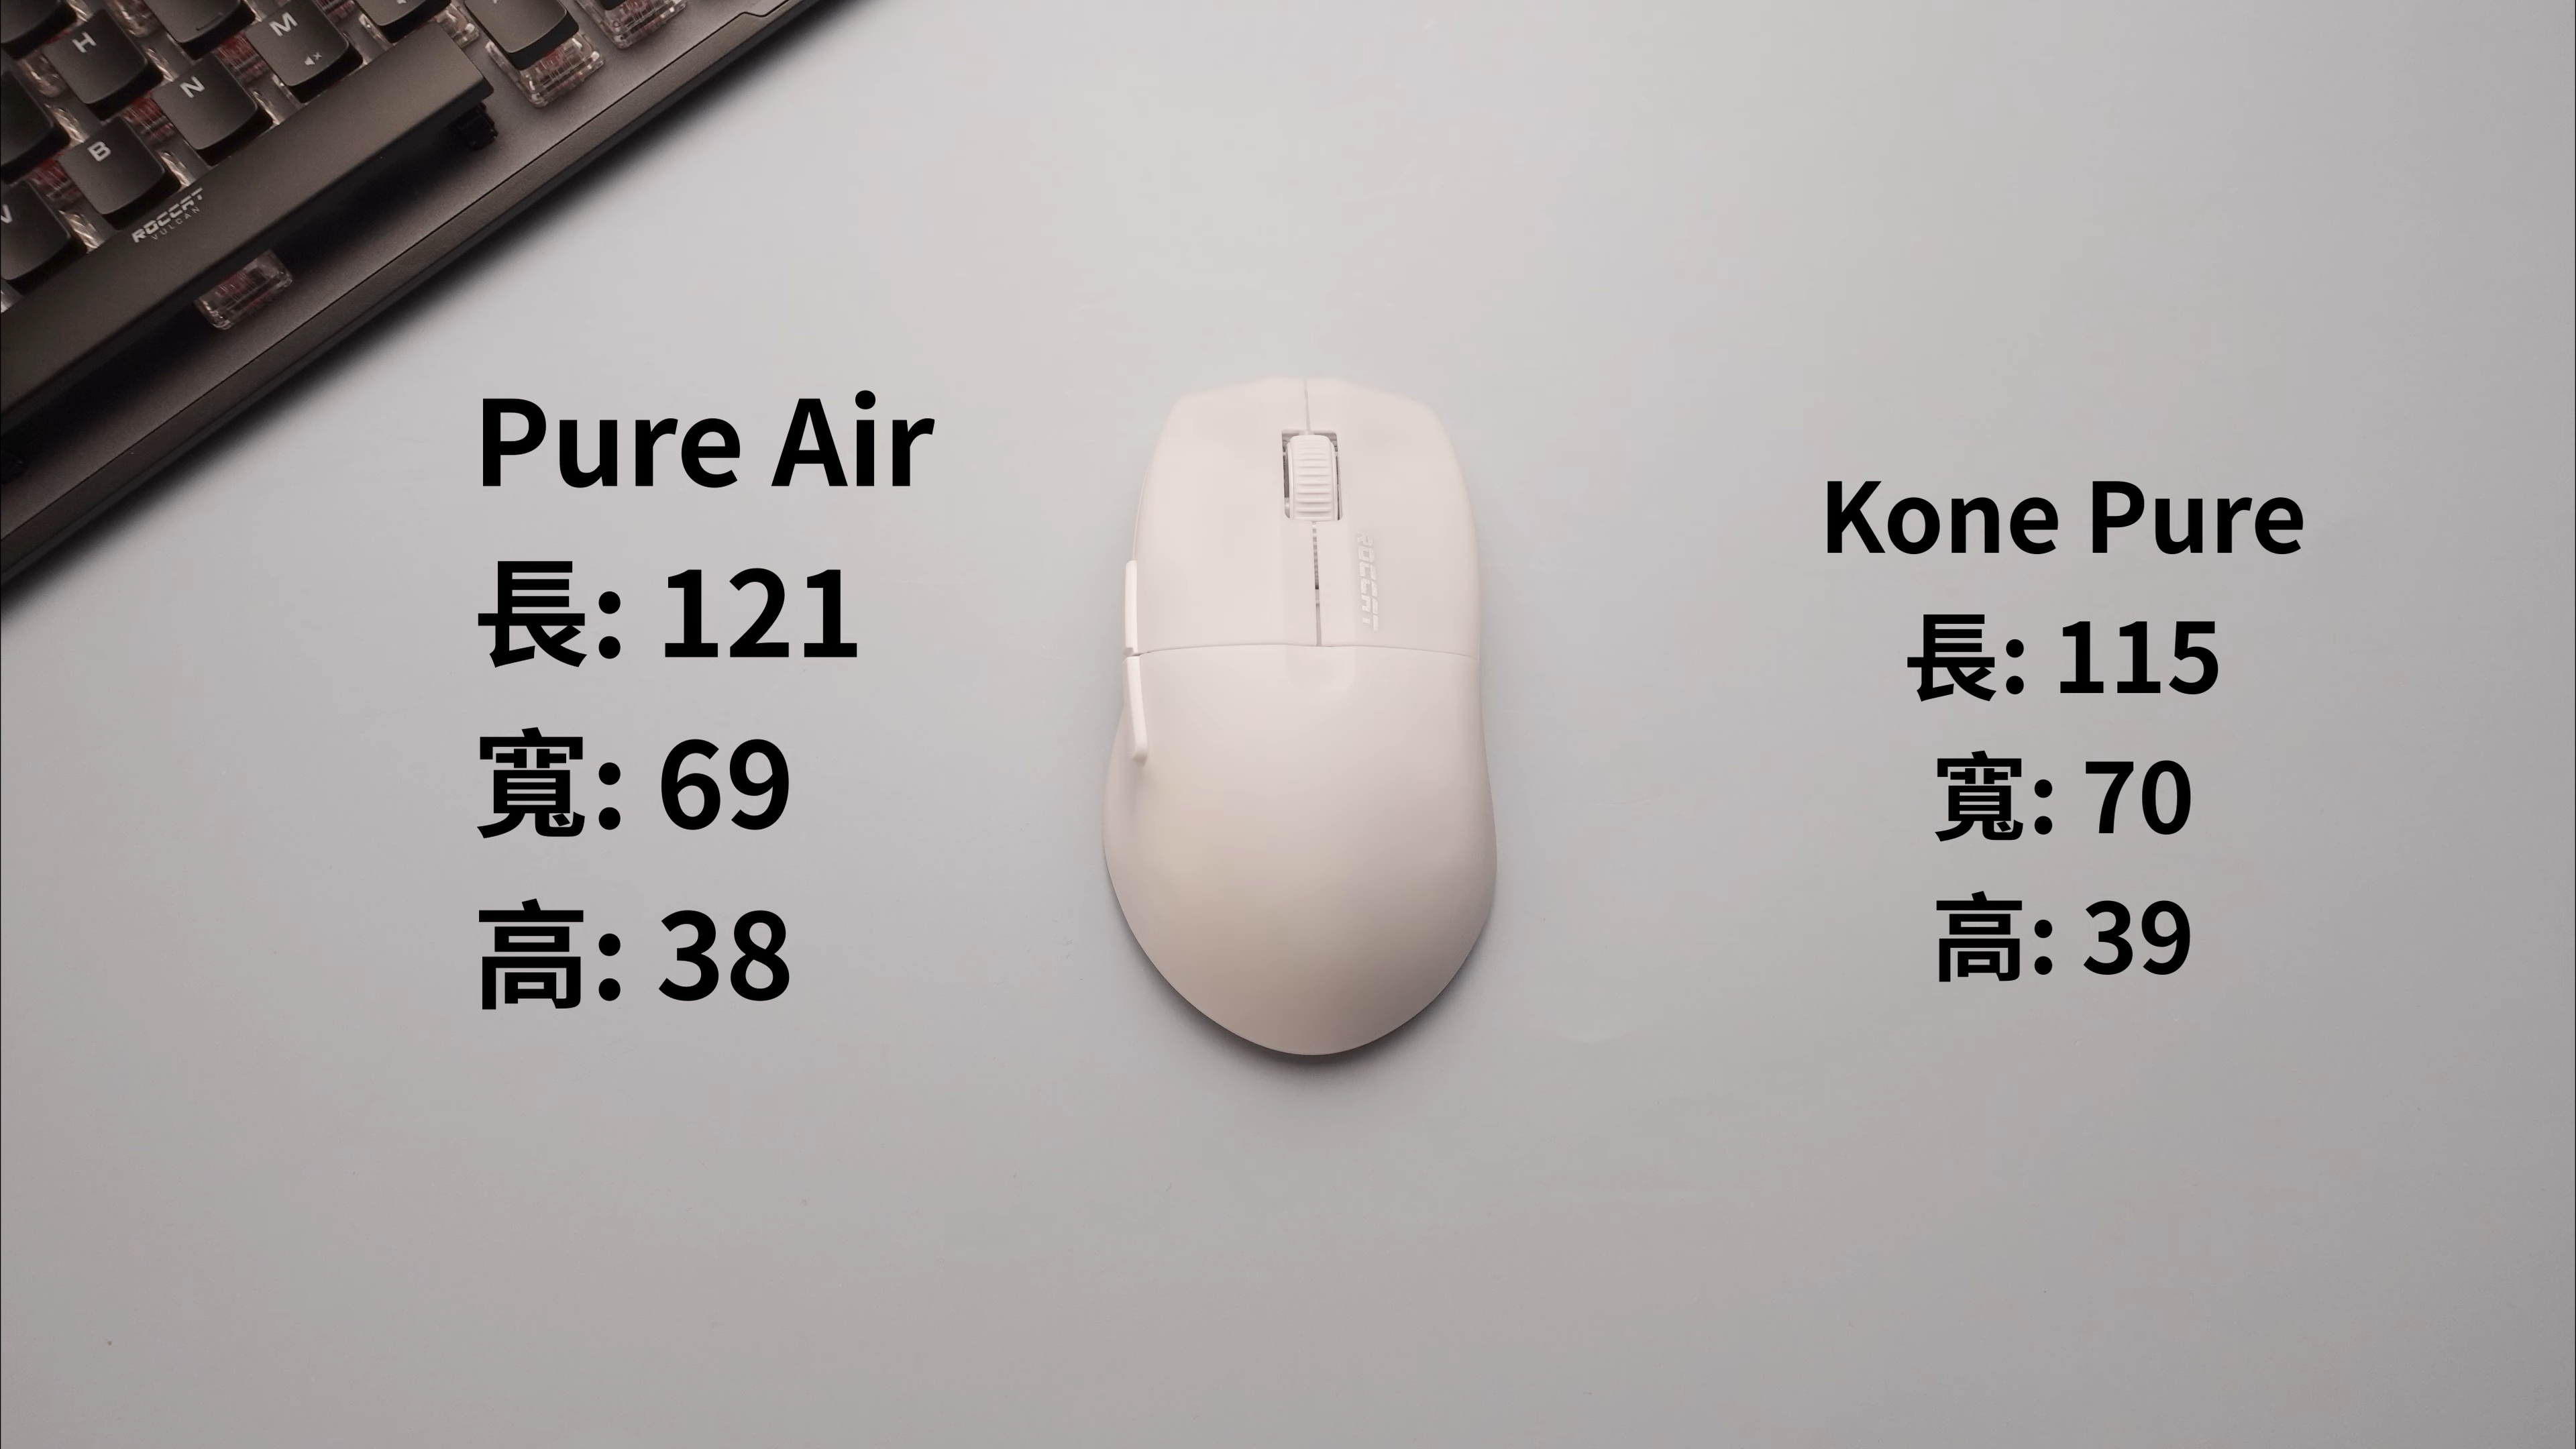 H
M
N
B
ROCCAT
VULCAN
Pure Air
長: 121
寬: 69
高: 38
ROCCAT
Kone Pure
長: 115
寬: 70
高: 39